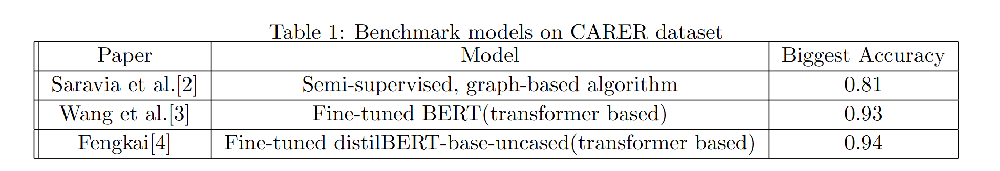 Table 1: Benchmark models on CARER dataset
Paper Model Biggest Accuracy
Saravia et al.[2] Semi-supervised, graph-based algorithm 0.81
Wang et al.[3] Fine-tuned BERT(transformer based) 0.93
Fengkai[4] Fine-tuned distilBERT-base-uncased(transformer based) 0.94